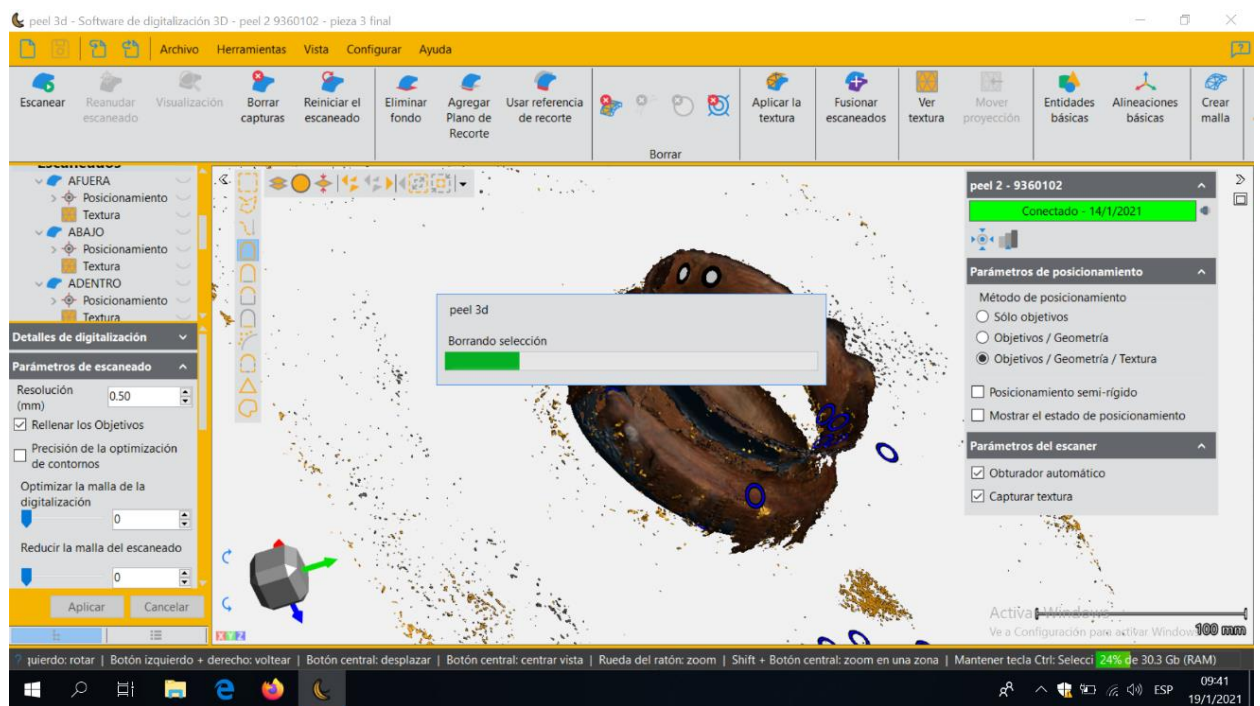 peel 3d - Software de digitalización 3D - peel 2 9360102 - pieza 3 final
Archivo Herramientas Vista Configurar Ayuda
Escanear
Reanudar escaneado
Visualización
Borrar capturas
Reiniciar el escaneado
Eliminar fondo
Agregar Plano de Recorte
Usar referencia de recorte
Borrar
Aplicar la textura
Fusionar escaneados
Ver textura
Mover proyección
Entidades básicas
Alineaciones básicas
Crear malla
Escaneados
AFUERA
Posicionamiento
Textura
ABAJO
Posicionamiento
Textura
ADENTRO
Posicionamiento
Textura
Detalles de digitalización
Parámetros de escaneado
Resolución
(mm)
0.50
Rellenar los Objetivos
Precisión de la optimización
de contornos
Optimizar la malla de la
digitalización
0
Reducir la malla del escaneado
0
Aplicar Cancelar
X Y Z
peel 3d
Borrando selección
peel 2 - 9360102
Conectado - 14/1/2021
Parámetros de posicionamiento
Método de posicionamiento
Sólo objetivos
Objetivos / Geometría
Objetivos / Geometría / Textura
Posicionamiento semi-rígido
Mostrar el estado de posicionamiento
Parámetros del escaner
Obturador automático
Capturar textura
Activar Windows
Ve a Configuración para activar Windows
100 mm
quierdo: rotar | Botón izquierdo + derecho: voltear | Botón central: desplazar | Botón central: centrar vista | Rueda del ratón: zoom | Shift + Botón central: zoom en una zona | Mantener tecla Ctrl: Selecci 24% de 30.3 Gb (RAM)
ESP
09:41
19/1/2021